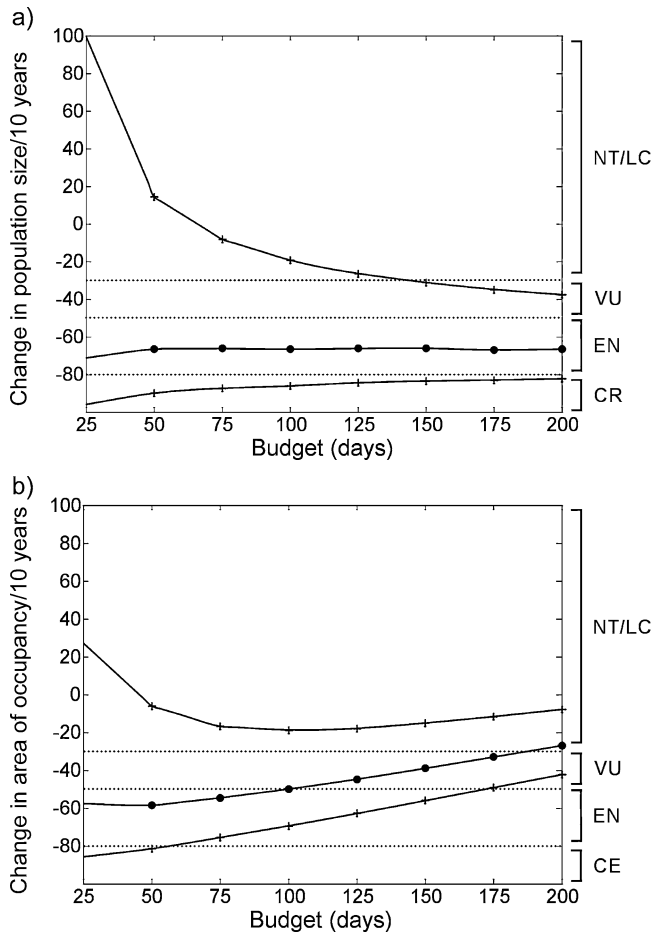 a)
Change in population size/10 years
100
80
60
40
20
0
-20
-40
-60
-80
25 50 75 100 125 150 175 200
Budget (days)
NT/LC
VU
EN
CR
b)
Change in area of occupancy/10 years
100
80
60
40
20
0
-20
-40
-60
-80
25 50 75 100 125 150 175 200
Budget (days)
NT/LC
VU
EN
CE